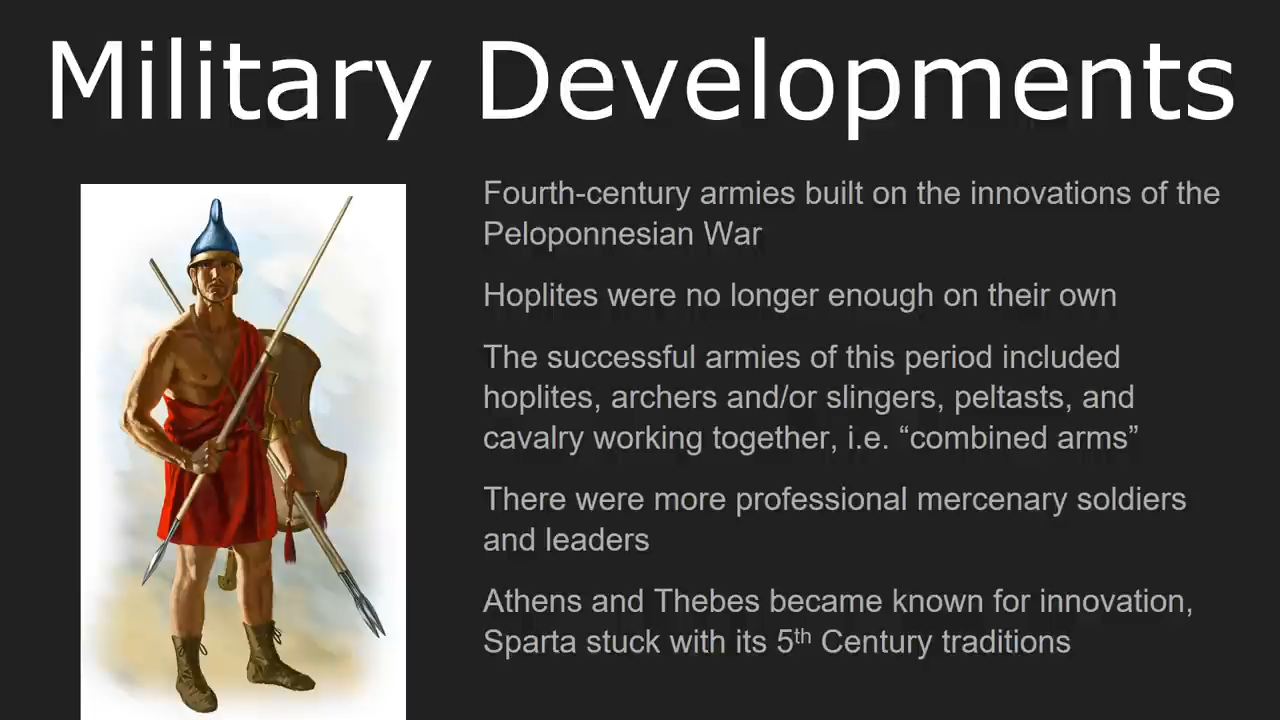 Military Developments
Fourth-century armies built on the innovations of the
Peloponnesian War
Hoplites were no longer enough on their own
The successful armies of this period included
hoplites, archers and/or slingers, peltasts, and
cavalry working together, i.e. “combined arms”
There were more professional mercenary soldiers
and leaders
Athens and Thebes became known for innovation,
Sparta stuck with its 5th Century traditions